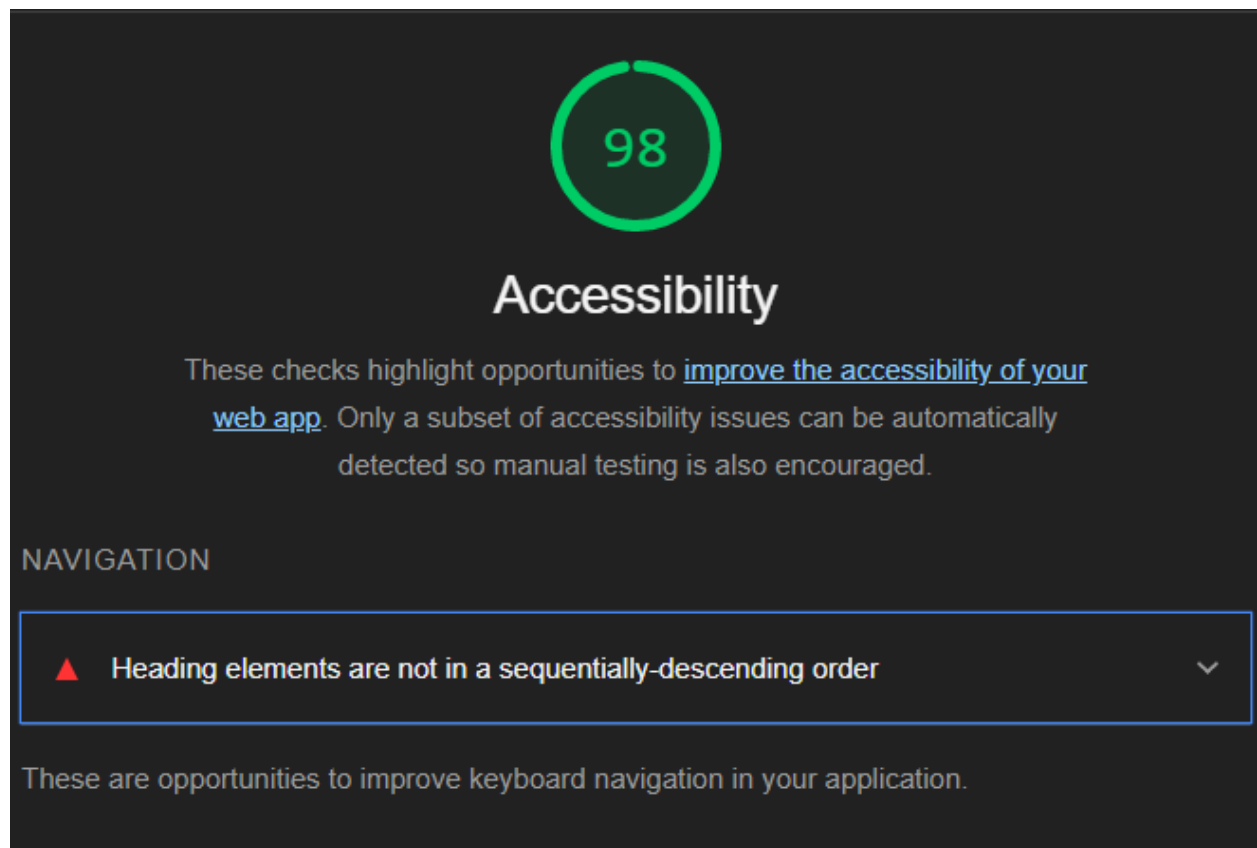 98
Accessibility
These checks highlight opportunities to improve the accessibility of your
web app. Only a subset of accessibility issues can be automatically
detected so manual testing is also encouraged.
NAVIGATION
Heading elements are not in a sequentially-descending order
These are opportunities to improve keyboard navigation in your application.